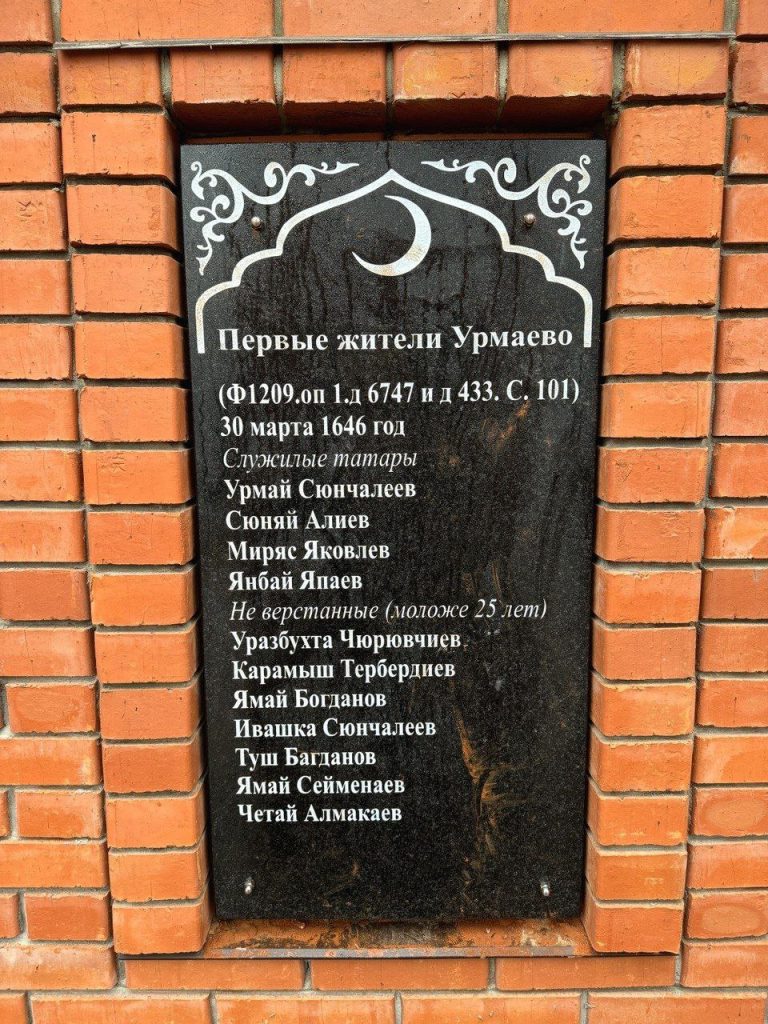 Первые жители Урмаево
(Ф1209.оп 1.д 6747 и д 433. С. 101)
30 марта 1646 год
Служилые татары
Урмай Сюнчалеев
Сюняй Алиев
Миряс Яковлев
Янбай Япаев
Не верстанные (моложе 25 лет)
Уразбухта Чюрювчиев
Карамыш Тербердиев
Ямай Богданов
Ивашка Сюнчалеев
Туш Багданов
Ямай Сейменаев
Четай Алмакаев